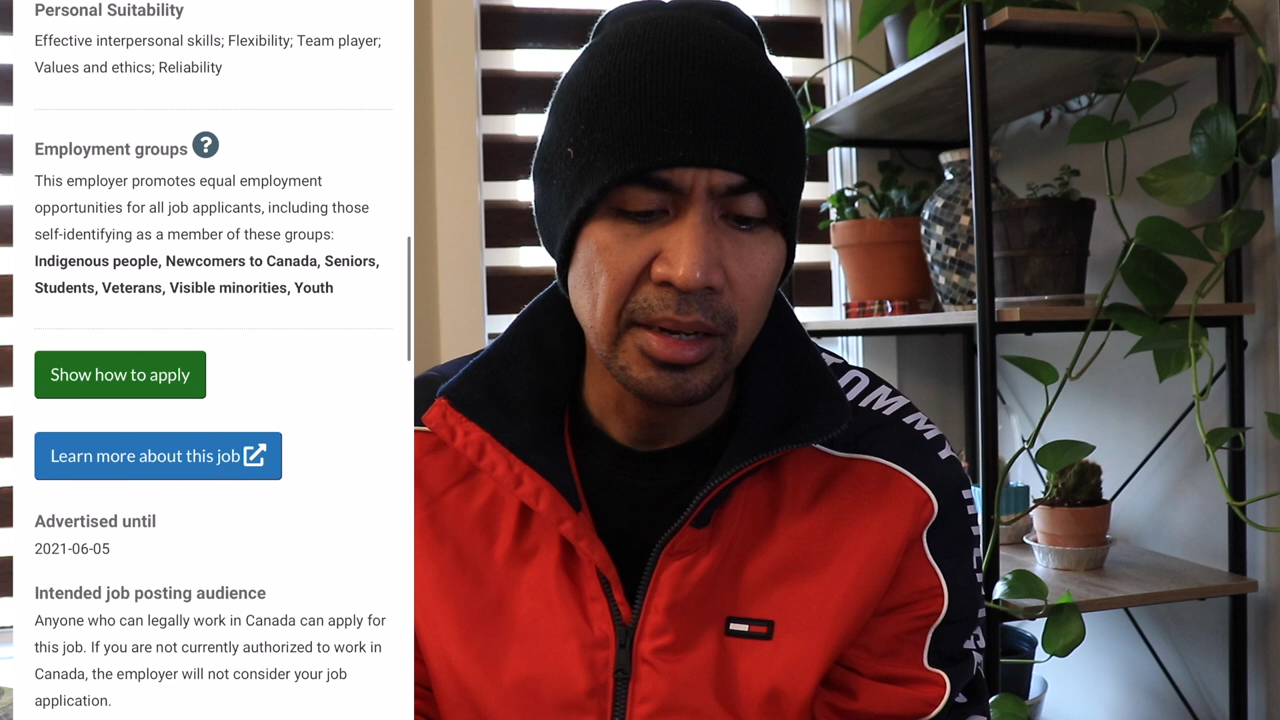 Personal Suitability
Effective interpersonal skills; Flexibility; Team player;
Values and ethics; Reliability
Employment groups ?
This employer promotes equal employment
opportunities for all job applicants, including those
self-identifying as a member of these groups:
Indigenous people, Newcomers to Canada, Seniors,
Students, Veterans, Visible minorities, Youth
Show how to apply
Learn more about this job
Advertised until
2021-06-05
Intended job posting audience
Anyone who can legally work in Canada can apply for
this job. If you are not currently authorized to work in
Canada, the employer will not consider your job
application.
TOMMY